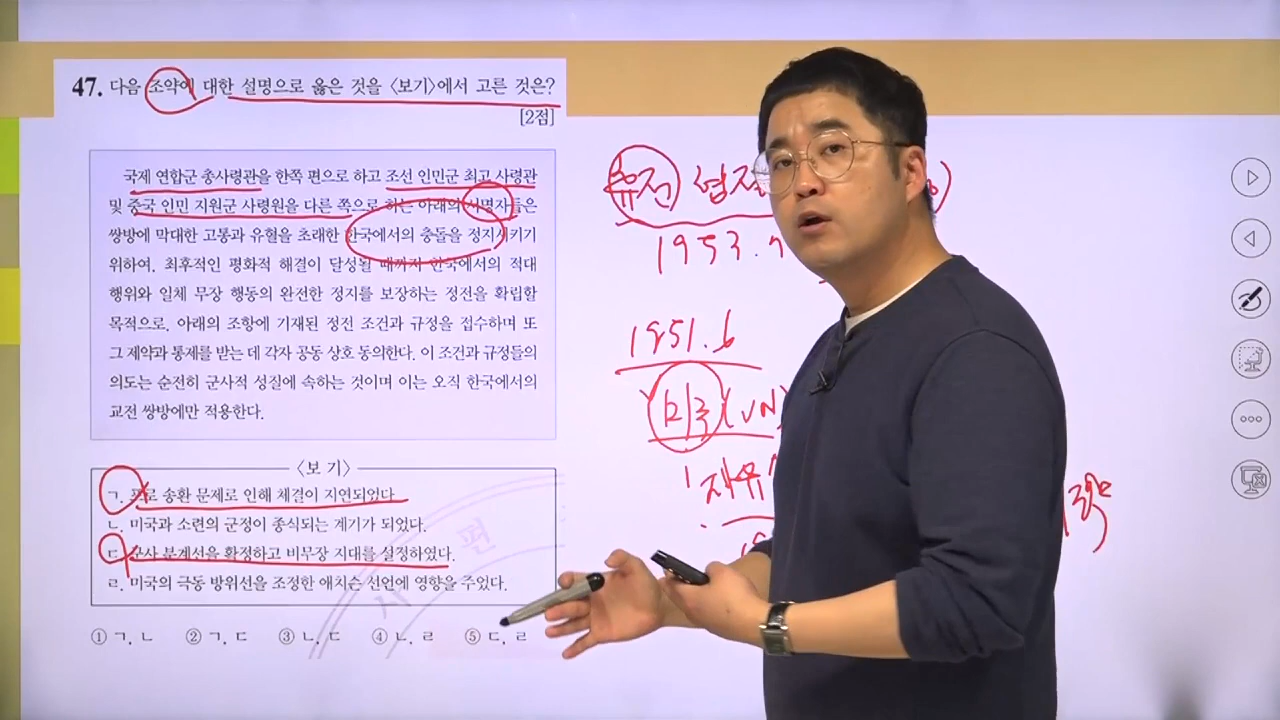 47. 다음 조약에 대한 설명으로 옳은 것을 〈보기〉에서 고른 것은?
[2점]
국제 연합군 총사령관을 한쪽 편으로 하고 조선 인민군 최고 사령관
및 중국 인민 지원군 사령원을 다른 쪽으로 하는 아래의 서명자들은
쌍방에 막대한 고통과 유혈을 초래한 한국에서의 충돌을 정지시키기
위하여, 최후적인 평화적 해결이 달성될 때까지 한국에서의 적대
행위와 일체 무장 행동의 완전한 정지를 보장하는 정전을 확립할
목적으로, 아래의 조항에 기재된 정전 조건과 규정을 접수하며 또
그 제약과 통제를 받는 데 각자 공동 상호 동의한다. 이 조건과 규정들의
의도는 순전히 군사적 성질에 속하는 것이며 이는 오직 한국에서의
교전 쌍방에만 적용한다.
〈보 기〉
ㄱ. 포로 송환 문제로 인해 체결이 지연되었다.
ㄴ. 미국과 소련의 군정이 종식되는 계기가 되었다.
ㄷ. 군사 분계선을 확정하고 비무장 지대를 설정하였다.
ㄹ. 미국의 극동 방위선을 조정한 애치슨 선언에 영향을 주었다.
① ㄱ, ㄴ ② ㄱ, ㄷ ③ ㄴ, ㄷ ④ ㄴ, ㄹ ⑤ ㄷ, ㄹ
휴전
1953.7
1951.6
미국(UN)
자유
사 편